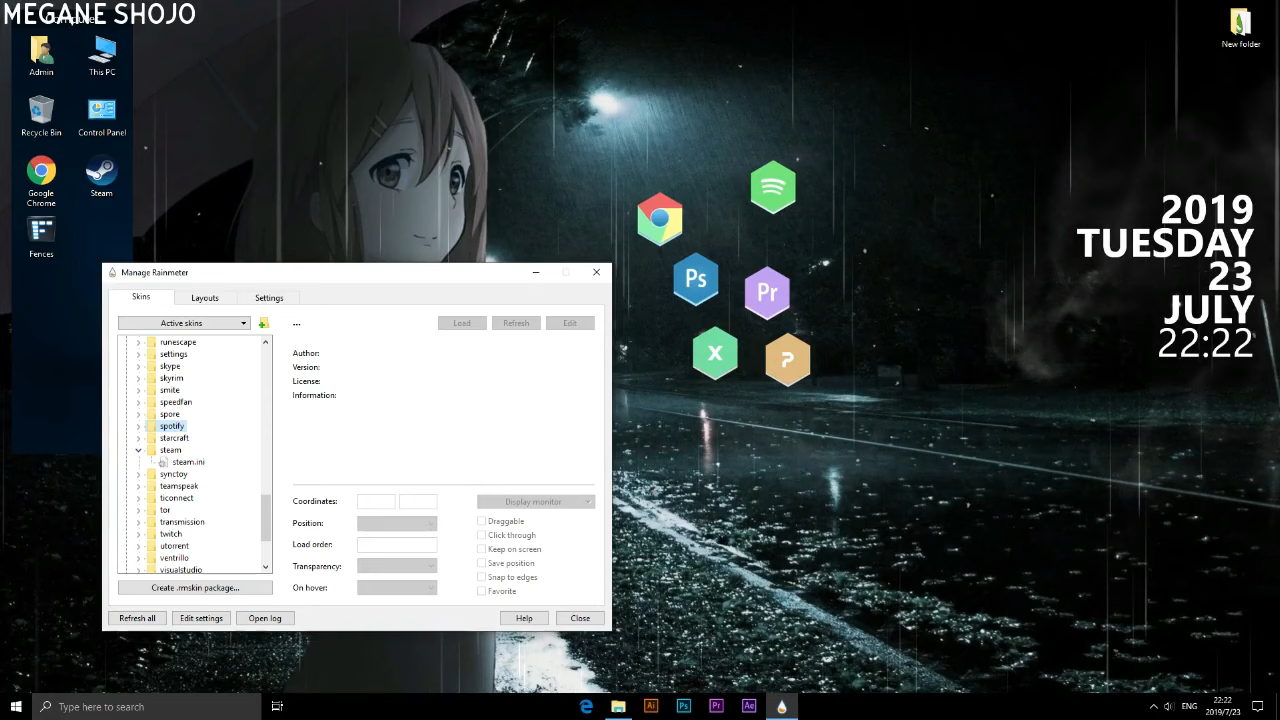 MEGANE SHOJO
Admin
This PC
Recycle Bin
Control Panel
Google Chrome
Steam
Fences
New folder
2019
TUESDAY
23
JULY
22:22
Ps
Pr
X
P
Manage Rainmeter
Skins
Layouts
Settings
Active skins
...
Load
Refresh
Edit
runescape
settings
skype
skyrim
smite
speedfan
spore
spotify
starcraft
steam
steam.ini
synctoy
teamspeak
ticonnect
tor
transmission
twitch
utorrent
ventrillo
visualstudio
Author:
Version:
License:
Information:
Coordinates:
Position:
Load order:
Transparency:
On hover:
Display monitor
Draggable
Click through
Keep on screen
Save position
Snap to edges
Favorite
Create .rmskin package...
Refresh all
Edit settings
Open log
Help
Close
Type here to search
Ai
Ps
Pr
Ae
ENG
22:22
2019/7/23